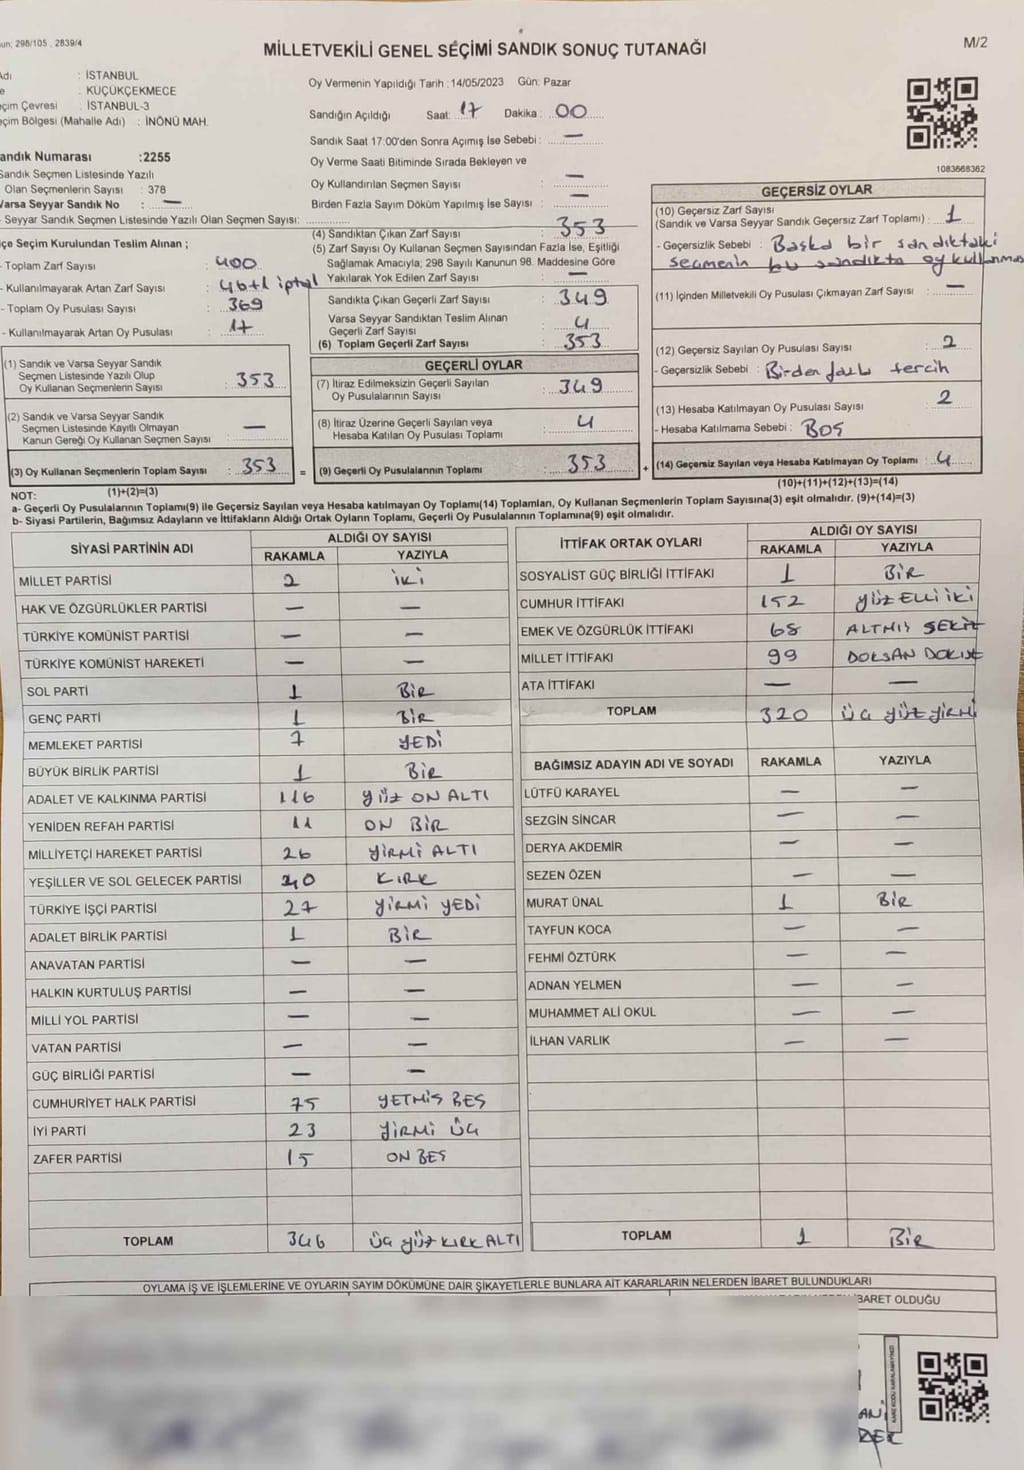 un: 298/105 , 2839/4
MİLLETVEKİLİ GENEL SEÇİMİ SANDIK SONUÇ TUTANAĞI
M/2
Adı : İSTANBUL
e : KÜÇÜKÇEKMECE
eçim Çevresi : İSTANBUL-3
eçim Bölgesi (Mahalle Adı) : İNÖNÜ MAH.
andık Numarası :2255
Sandık Seçmen Listesinde Yazılı
Olan Seçmenlerin Sayısı : 378
Varsa Seyyar Sandık No : —
- Seyyar Sandık Seçmen Listesinde Yazılı Olan Seçmen Sayısı:
lçe Seçim Kurulundan Teslim Alınan ;
- Toplam Zarf Sayısı : 400
- Kullanılmayarak Artan Zarf Sayısı : 46+1 iptal
- Toplam Oy Pusulası Sayısı : 369
- Kullanılmayarak Artan Oy Pusulası : 17
(1) Sandık ve Varsa Seyyar Sandık
Seçmen Listesinde Yazılı Olup
Oy Kullanan Seçmenlerin Sayısı : 353
(2) Sandık ve Varsa Seyyar Sandık
Seçmen Listesinde Kayıtlı Olmayan
Kanun Gereği Oy Kullanan Seçmen Sayısı : —
(3) Oy Kullanan Seçmenlerin Toplam Sayısı : 353 =
(1)+(2)=(3)
Oy Vermenin Yapıldığı Tarih : 14/05/2023 Gün: Pazar
Sandığın Açıldığı Saat: 17 Dakika : 00
Sandık Saat 17:00'den Sonra Açımış İse Sebebi : —
Oy Verme Saati Bitiminde Sırada Bekleyen ve
Oy Kullandırılan Seçmen Sayısı : —
Birden Fazla Sayım Döküm Yapılmış İse Sayısı : —
(4) Sandıktan Çıkan Zarf Sayısı : 353
(5) Zarf Sayısı Oy Kullanan Seçmen Sayısından Fazla İse, Eşitliği
Sağlamak Amacıyla; 298 Sayılı Kanunun 98. Maddesine Göre
Yakılarak Yok Edilen Zarf Sayısı : —
Sandıkta Çıkan Geçerli Zarf Sayısı : 349
Varsa Seyyar Sandıktan Teslim Alınan
Geçerli Zarf Sayısı : 4
(6) Toplam Geçerli Zarf Sayısı : 353
GEÇERLİ OYLAR
(7) İtiraz Edilmeksizin Geçerli Sayılan
Oy Pusulalarının Sayısı : 349
(8) İtiraz Üzerine Geçerli Sayılan veya
Hesaba Katılan Oy Pusulası Toplamı : 4
(9) Geçerli Oy Pusulalarının Toplamı : 353 +
1083668362
GEÇERSİZ OYLAR
(10) Geçersiz Zarf Sayısı
(Sandık ve Varsa Seyyar Sandık Geçersiz Zarf Toplamı) : 1
- Geçersizlik Sebebi : Başka bir sandıktaki
seçmenin bu sandıkta oy kullanması
(11) İçinden Milletvekili Oy Pusulası Çıkmayan Zarf Sayısı : —
(12) Geçersiz Sayılan Oy Pusulası Sayısı : 2
- Geçersizlik Sebebi : Birden fazla tercih
(13) Hesaba Katılmayan Oy Pusulası Sayısı 2
- Hesaba Katılmama Sebebi : BOŞ
(14) Geçersiz Sayılan veya Hesaba Katılmayan Oy Toplamı : 4
(10)+(11)+(12)+(13)=(14)
NOT:
a- Geçerli Oy Pusulalarının Toplamı(9) ile Geçersiz Sayılan veya Hesaba katılmayan Oy Toplamı(14) Toplamları, Oy Kullanan Seçmenlerin Toplam Sayısına(3) eşit olmalıdır. (9)+(14)=(3)
b- Siyasi Partilerin, Bağımsız Adayların ve İttifakların Aldığı Ortak Oyların Toplamı, Geçerli Oy Pusulalarının Toplamına(9) eşit olmalıdır.
SİYASİ PARTİNİN ADI ALDIĞI OY SAYISI
RAKAMLA YAZIYLA
MİLLET PARTİSİ 2 İKİ
HAK VE ÖZGÜRLÜKLER PARTİSİ — —
TÜRKİYE KOMÜNİST PARTİSİ — —
TÜRKİYE KOMÜNİST HAREKETİ — —
SOL PARTİ 1 BİR
GENÇ PARTİ 1 BİR
MEMLEKET PARTİSİ 7 YEDİ
BÜYÜK BİRLİK PARTİSİ 1 BİR
ADALET VE KALKINMA PARTİSİ 116 YÜZ ON ALTI
YENİDEN REFAH PARTİSİ 11 ON BİR
MİLLİYETÇİ HAREKET PARTİSİ 26 YİRMİ ALTI
YEŞİLLER VE SOL GELECEK PARTİSİ 40 KIRK
TÜRKİYE İŞÇİ PARTİSİ 27 YİRMİ YEDİ
ADALET BİRLİK PARTİSİ 1 BİR
ANAVATAN PARTİSİ — —
HALKIN KURTULUŞ PARTİSİ — —
MİLLİ YOL PARTİSİ — —
VATAN PARTİSİ — —
GÜÇ BİRLİĞİ PARTİSİ — —
CUMHURİYET HALK PARTİSİ 75 YETMİŞ BEŞ
İYİ PARTİ 23 YİRMİ ÜÇ
ZAFER PARTİSİ 15 ON BEŞ
TOPLAM 346 ÜÇ YÜZ KIRK ALTI
İTTİFAK ORTAK OYLARI ALDIĞI OY SAYISI
RAKAMLA YAZIYLA
SOSYALİST GÜÇ BİRLİĞİ İTTİFAKI 1 BİR
CUMHUR İTTİFAKI 152 YÜZ ELLİ İKİ
EMEK VE ÖZGÜRLÜK İTTİFAKI 68 ALTMIŞ SEKİZ
MİLLET İTTİFAKI 99 DOKSAN DOKUZ
ATA İTTİFAKI — —
TOPLAM 320 ÜÇ YÜZ YİRMİ
BAĞIMSIZ ADAYIN ADI VE SOYADI RAKAMLA YAZIYLA
LÜTFÜ KARAYEL — —
SEZGİN SİNCAR — —
DERYA AKDEMİR — —
SEZEN ÖZEN — —
MURAT ÜNAL 1 BİR
TAYFUN KOCA — —
FEHMİ ÖZTÜRK — —
ADNAN YELMEN — —
MUHAMMET ALİ OKUL — —
İLHAN VARLIK — —
TOPLAM 1 BİR
OYLAMA İŞ VE İŞLEMLERİNE VE OYLARIN SAYIM DÖKÜMÜNE DAİR ŞİKAYETLERLE BUNLARA AİT KARARLARIN NELERDEN İBARET BULUNDUKLARI
İBARET OLDUĞU
KARE KODU KARALAMAYINIZ!